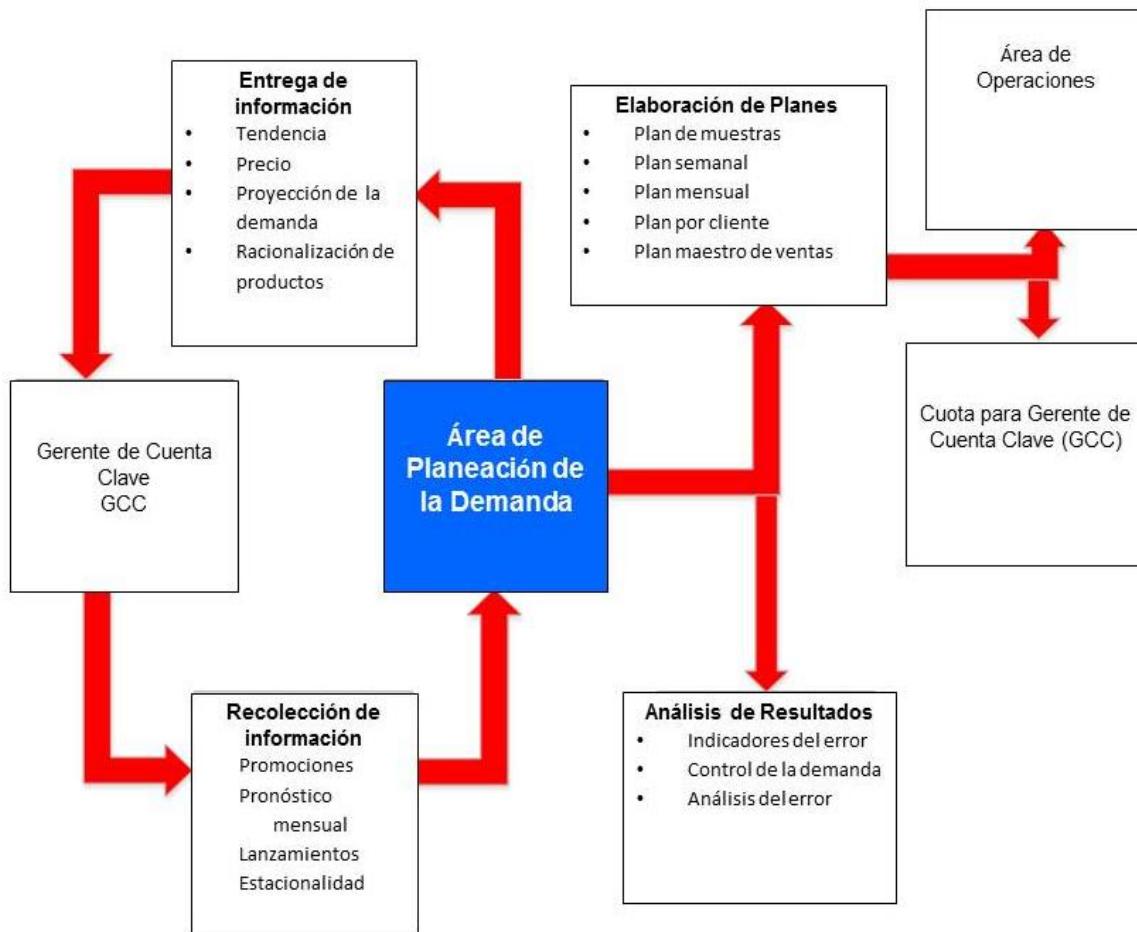 Entrega de
información
• Tendencia
• Precio
• Proyección de la
demanda
• Racionalización de
productos
Elaboración de Planes
• Plan de muestras
• Plan semanal
• Plan mensual
• Plan por cliente
• Plan maestro de ventas
Área de
Operaciones
Gerente de Cuenta
Clave
GCC
Área de
Planeación de
la Demanda
Cuota para Gerente de
Cuenta Clave (GCC)
Recolección de
información
Promociones
Pronóstico
mensual
Lanzamientos
Estacionalidad
Análisis de Resultados
• Indicadores del error
• Control de la demanda
• Análisis del error